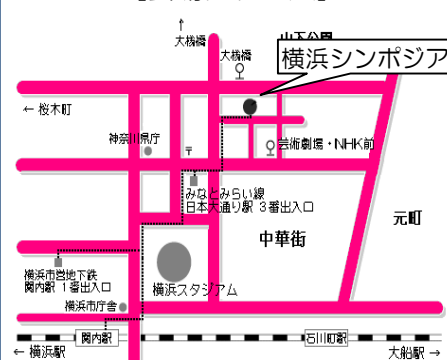 大桟橋
大桟橋
山下公園
横浜シンポジア
← 桜木町
神奈川県庁
〒
芸術劇場・NHK前
みなとみらい線
日本大通り駅 3番出入口
元町
中華街
横浜市営地下鉄
関内駅 1番出入口
横浜スタジアム
横浜市庁舎
関内駅
石川町駅
← 横浜駅
大船駅 →